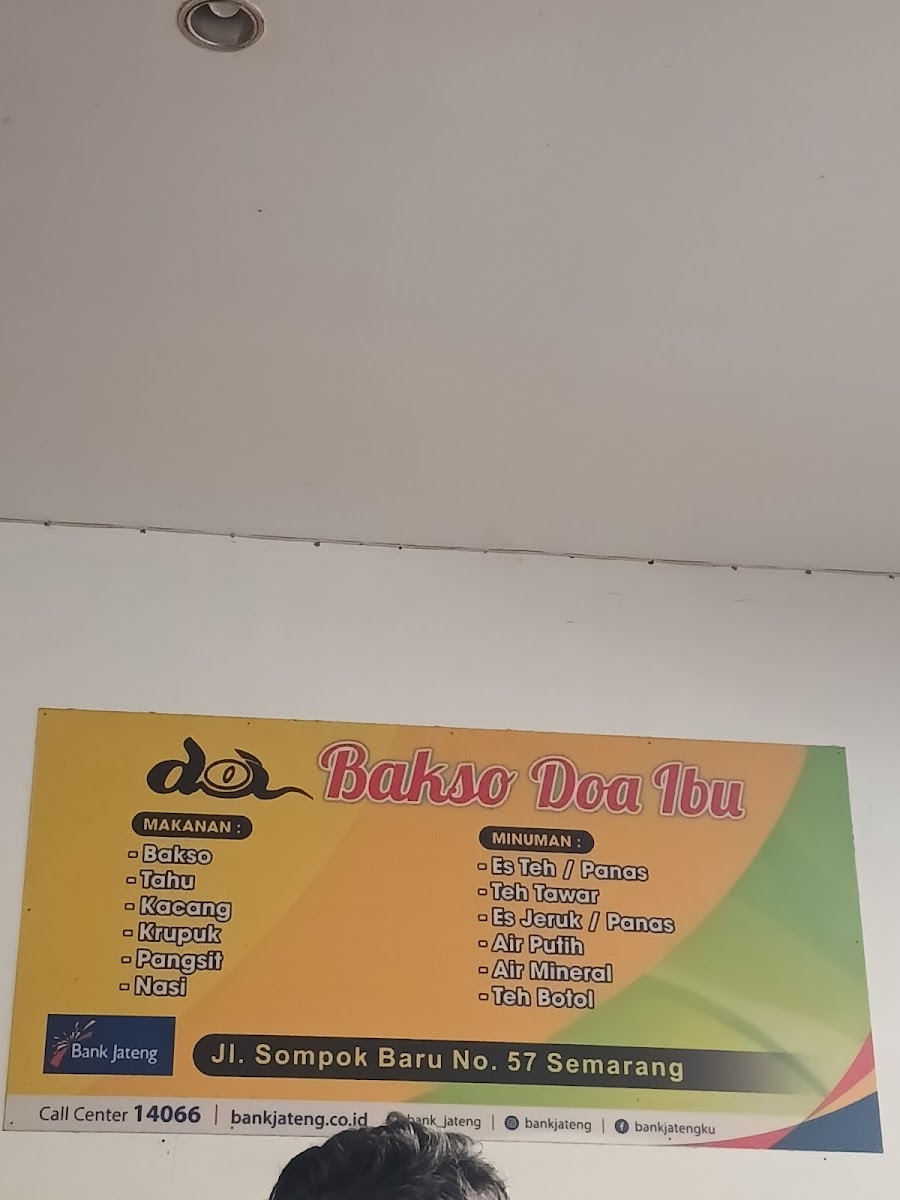 doa Bakso Doa Ibu
MAKANAN :
- Bakso
- Tahu
- Kacang
- Krupuk
- Pangsit
- Nasi
MINUMAN :
- Es Teh / Panas
- Teh Tawar
- Es Jeruk / Panas
- Air Putih
- Air Mineral
- Teh Botol
Bank Jateng
Jl. Sompok Baru No. 57 Semarang
Call Center 14066 | bankjateng.co.id bank_jateng | bankjateng | bankjatengku